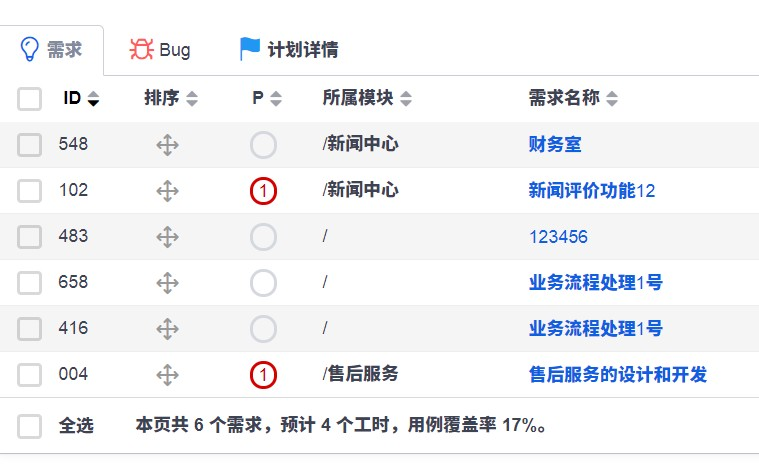 需求 Bug 计划详情
ID 排序 P 所属模块 需求名称
548 /新闻中心 财务室
102 1 /新闻中心 新闻评价功能12
483 / 123456
658 / 业务流程处理1号
416 / 业务流程处理1号
004 1 /售后服务 售后服务的设计和开发
全选 本页共 6 个需求，预计 4 个工时，用例覆盖率 17%。